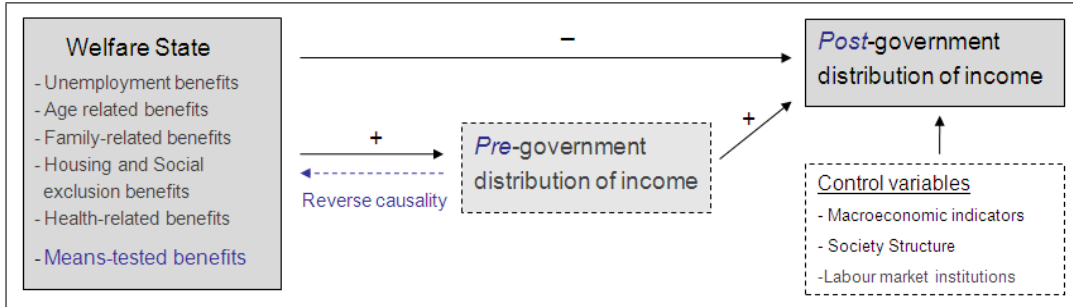 Welfare State
- Unemployment benefits
- Age related benefits
- Family-related benefits
- Housing and Social
exclusion benefits
- Health-related benefits
- Means-tested benefits
–
+
Reverse causality
Pre-government
distribution of income
+
Post-government
distribution of income
Control variables
- Macroeconomic indicators
- Society Structure
-Labour market institutions